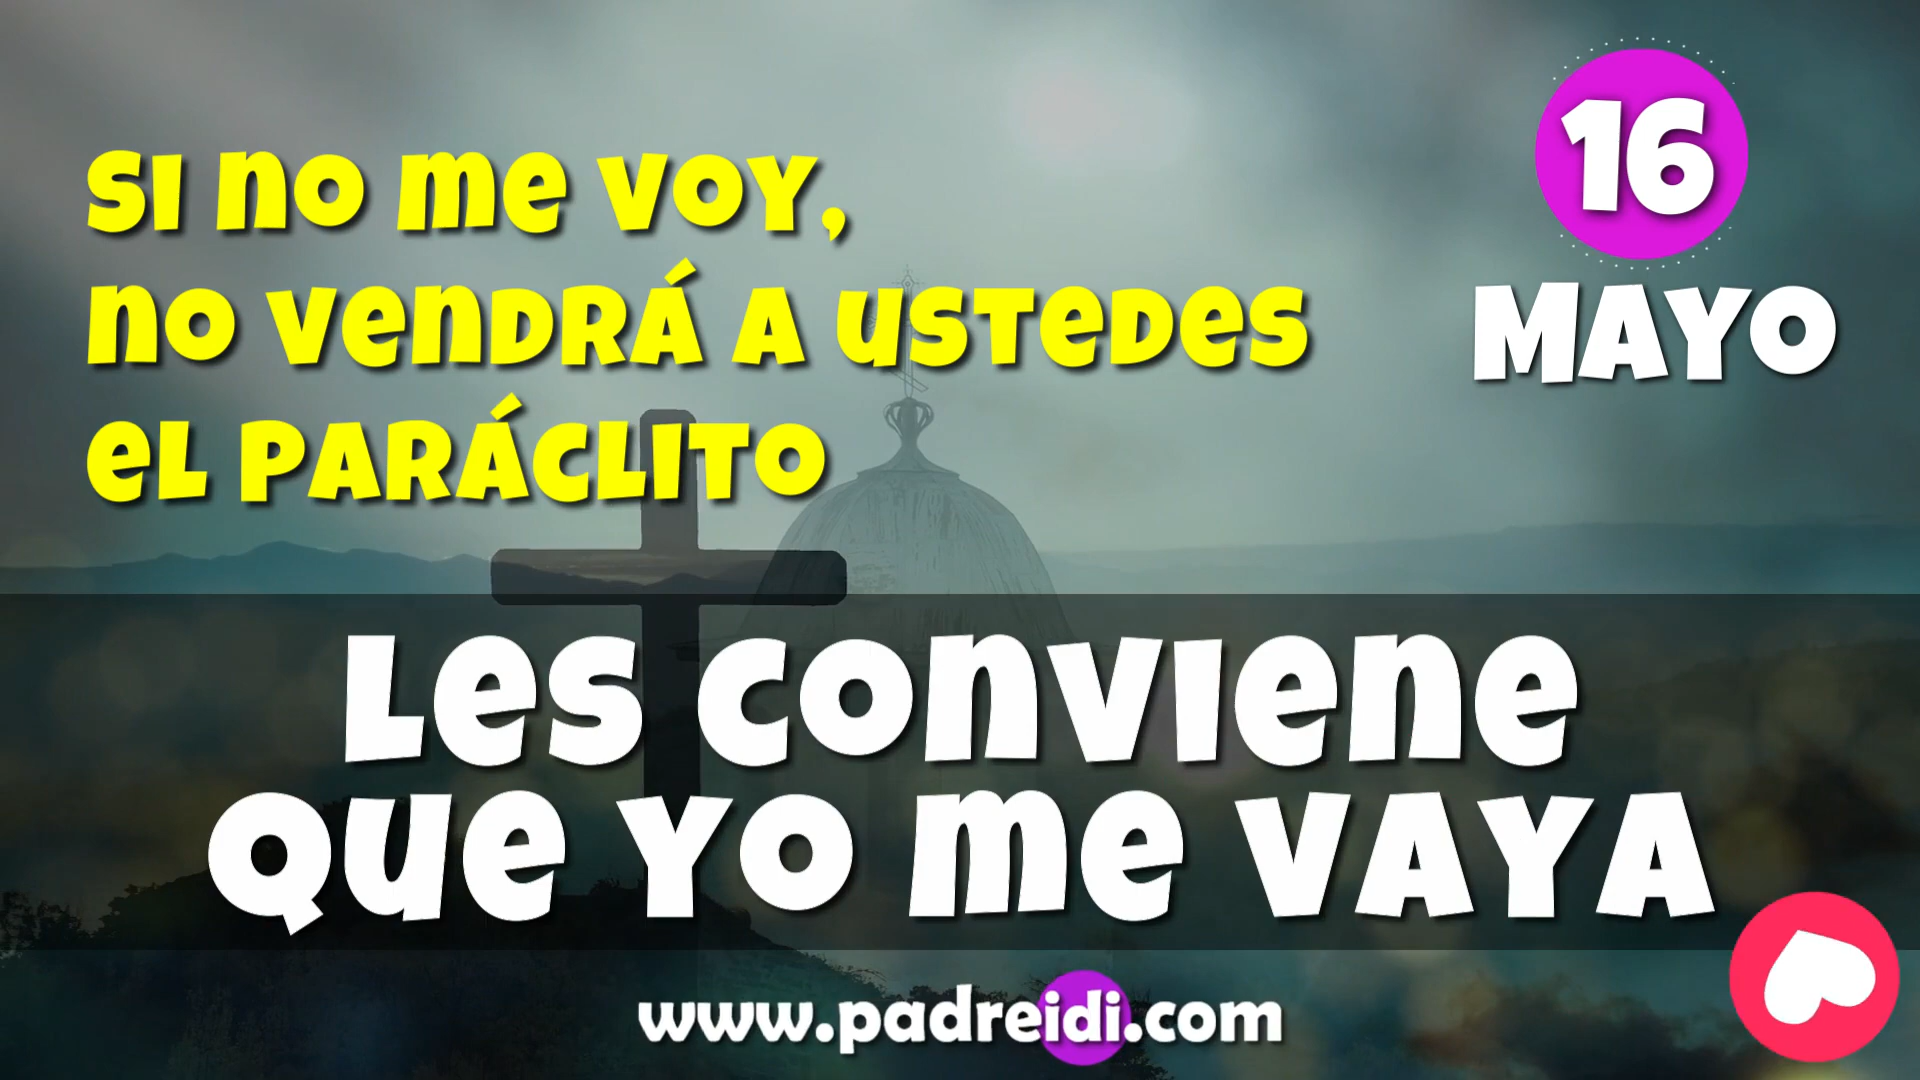 SI NO ME VOY,
NO VENDRÁ A USTEDES
EL PARÁCLITO
16
MAYO
LES CONVIENE
QUE YO ME VAYA
www.padreidi.com